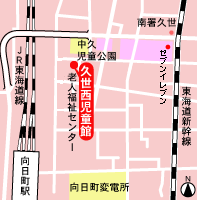 南署久世
中久
児童公園
セブンイレブン
JR東海道線
久世西児童館
老人福祉センター
東海道新幹線
向日町駅
向日町変電所
N